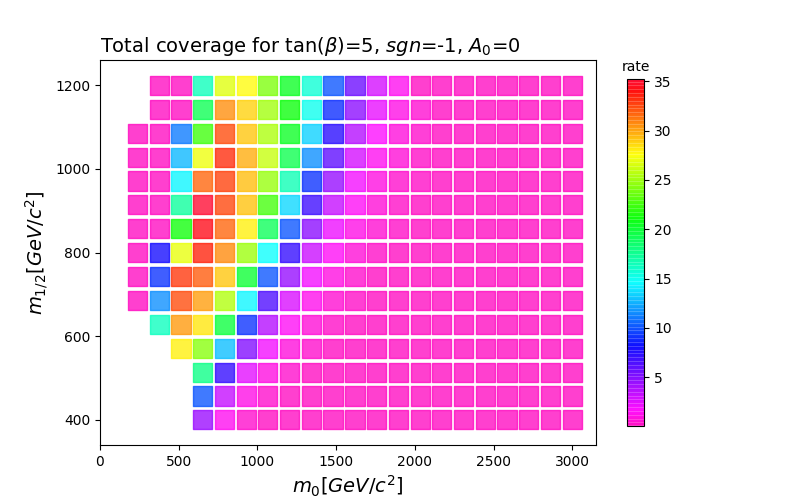 Total coverage for tan(β)=5, sgn=-1, A₀=0
rate
35
30
25
20
15
10
5
1200
1000
800
600
400
m₁/₂[GeV/c²]
0 500 1000 1500 2000 2500 3000
m₀[GeV/c²]